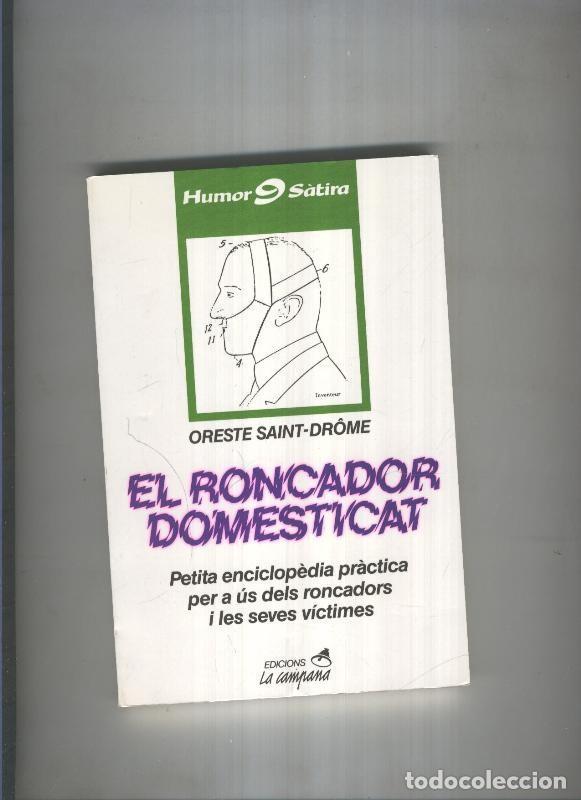 Humor 9 Sàtira
5
6
12
11
4
Inventeur
ORESTE SAINT-DRÔME
EL RONCADOR
DOMESTICAT
Petita enciclopèdia pràctica
per a ús dels roncadors
i les seves víctimes
EDICIONS
La campana
todocoleccion